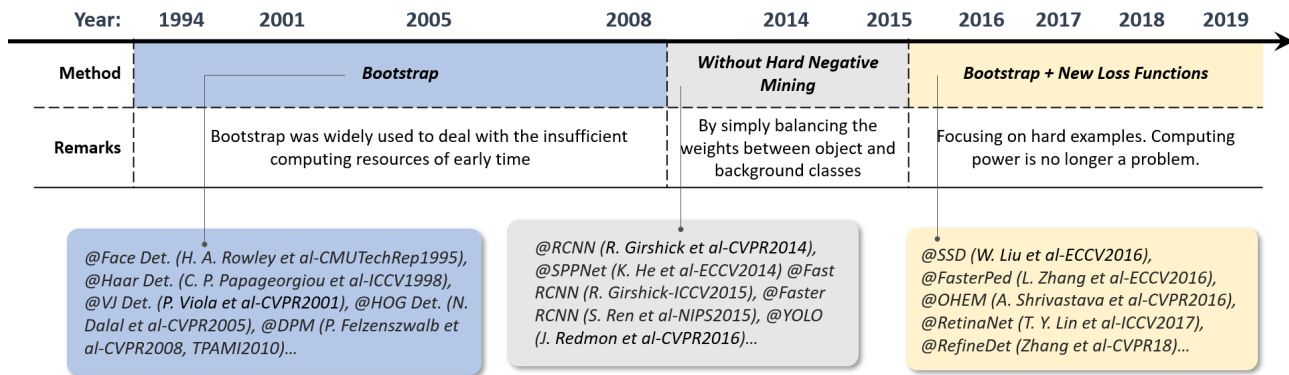 Year: 1994 2001 2005 2008 2014 2015 2016 2017 2018 2019
Method
Bootstrap
Without Hard Negative
Mining
Bootstrap + New Loss Functions
Remarks
Bootstrap was widely used to deal with the insufficient
computing resources of early time
By simply balancing the
weights between object and
background classes
Focusing on hard examples. Computing
power is no longer a problem.
@Face Det. (H. A. Rowley et al-CMUTechRep1995),
@Haar Det. (C. P. Papageorgiou et al-ICCV1998),
@VJ Det. (P. Viola et al-CVPR2001), @HOG Det. (N.
Dalal et al-CVPR2005), @DPM (P. Felzenszwalb et
al-CVPR2008, TPAMI2010)…
@RCNN (R. Girshick et al-CVPR2014),
@SPPNet (K. He et al-ECCV2014) @Fast
RCNN (R. Girshick-ICCV2015), @Faster
RCNN (S. Ren et al-NIPS2015), @YOLO
(J. Redmon et al-CVPR2016)…
@SSD (W. Liu et al-ECCV2016),
@FasterPed (L. Zhang et al-ECCV2016),
@OHEM (A. Shrivastava et al-CVPR2016),
@RetinaNet (T. Y. Lin et al-ICCV2017),
@RefineDet (Zhang et al-CVPR18)…